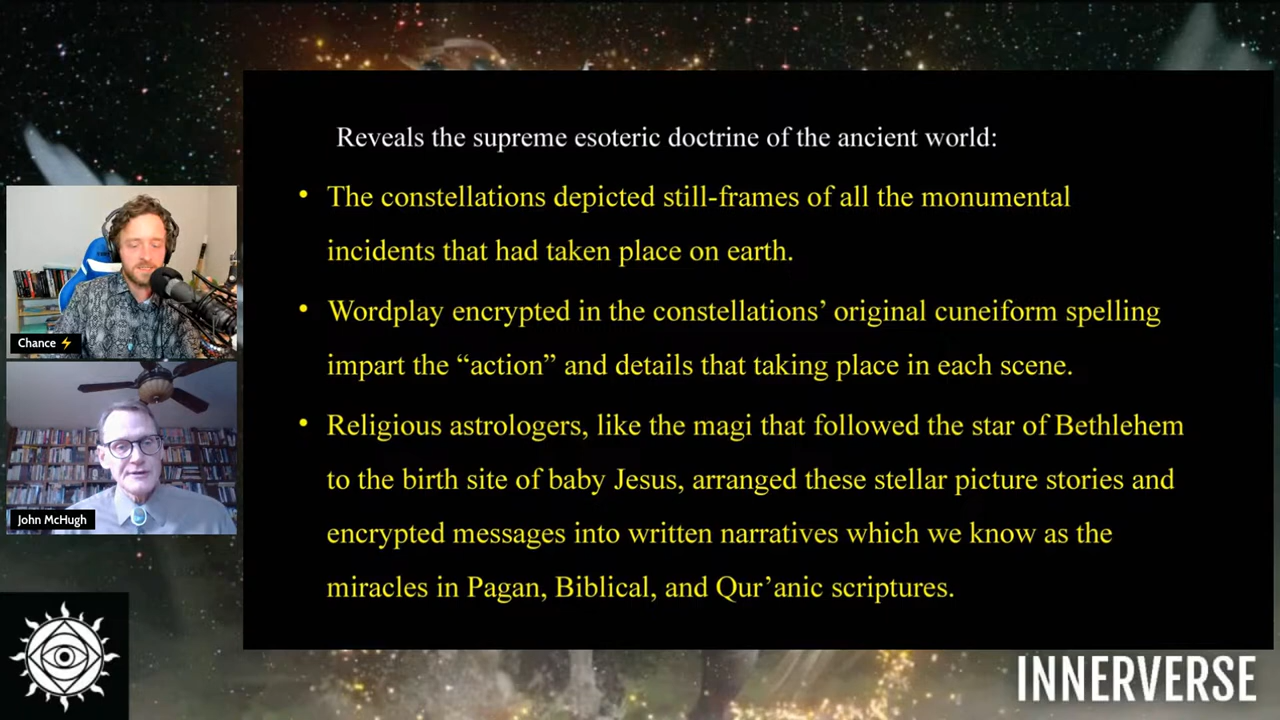 Reveals the supreme esoteric doctrine of the ancient world:
• The constellations depicted still-frames of all the monumental
incidents that had taken place on earth.
• Wordplay encrypted in the constellations’ original cuneiform spelling
impart the “action” and details that taking place in each scene.
• Religious astrologers, like the magi that followed the star of Bethlehem
to the birth site of baby Jesus, arranged these stellar picture stories and
encrypted messages into written narratives which we know as the
miracles in Pagan, Biblical, and Qur’anic scriptures.
Chance ⚡
John McHugh
INNERVERSE